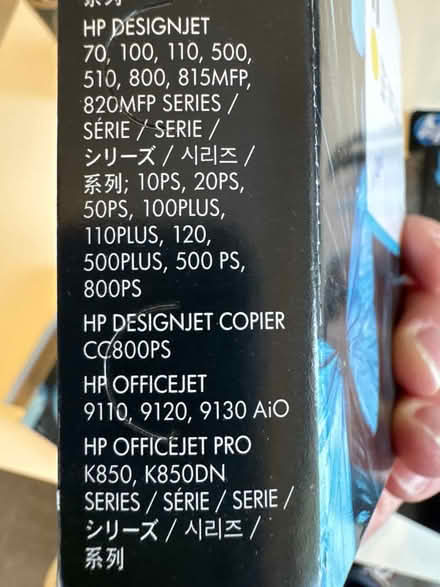 系列
HP DESIGNJET
70, 100, 110, 500,
510, 800, 815MFP,
820MFP SERIES /
SÉRIE / SERIE /
シリーズ / 시리즈 /
系列; 10PS, 20PS,
50PS, 100PLUS,
110PLUS, 120,
500PLUS, 500 PS,
800PS
HP DESIGNJET COPIER
CC800PS
HP OFFICEJET
9110, 9120, 9130 AiO
HP OFFICEJET PRO
K850, K850DN
SERIES / SÉRIE / SERIE /
シリーズ / 시리즈 /
系列